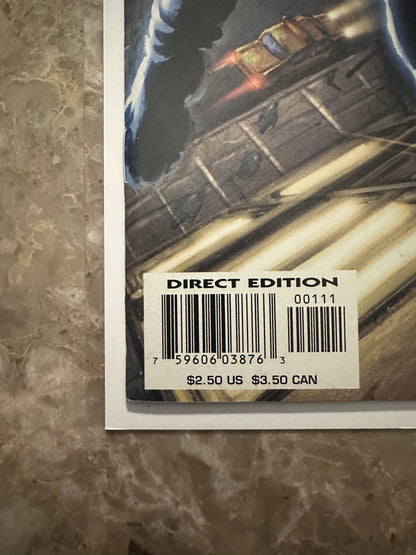 DIRECT EDITION
00111
7 59606 03876 3
$2.50 US $3.50 CAN